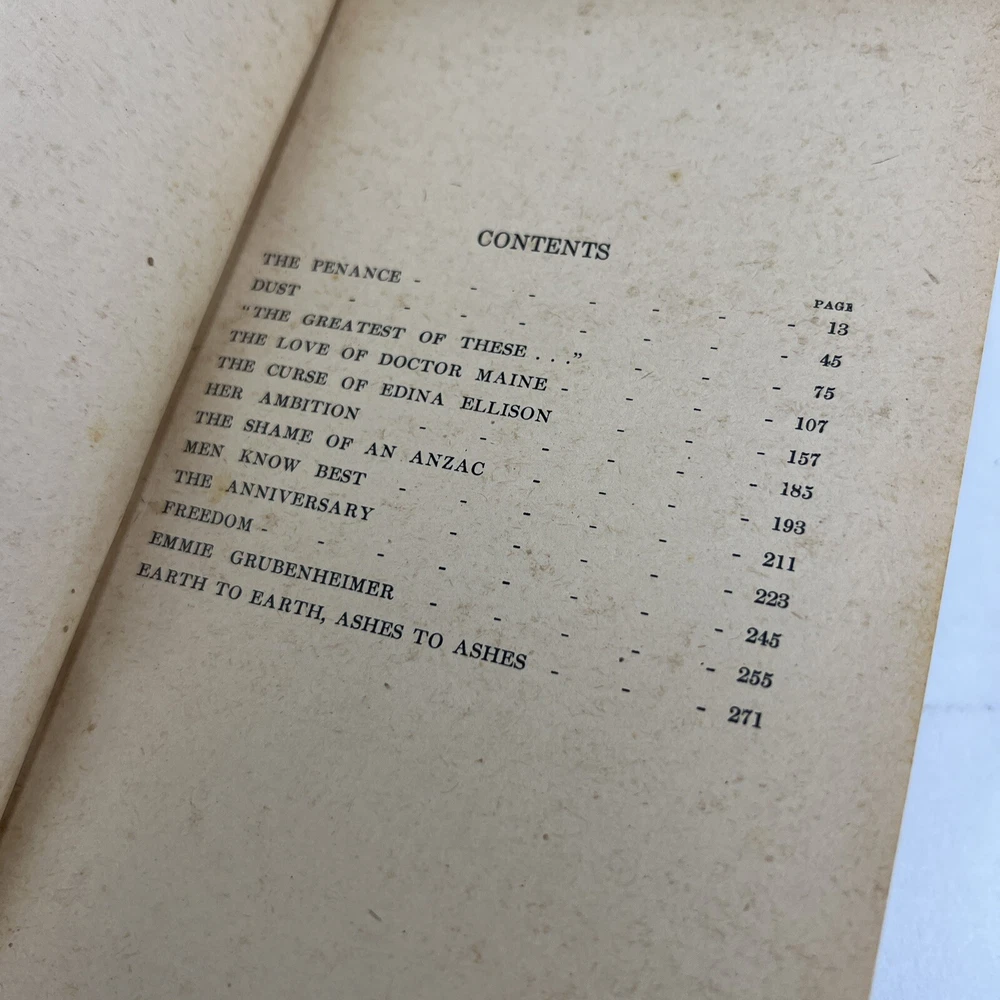 CONTENTS
PAGE
THE PENANCE - - - - - - - 13
DUST - - - - - - - 45
"THE GREATEST OF THESE . . ." - - - 75
THE LOVE OF DOCTOR MAINE - - - - 107
THE CURSE OF EDINA ELLISON - - - 157
HER AMBITION - - - - - - 185
THE SHAME OF AN ANZAC - - - - 193
MEN KNOW BEST - - - - - - 211
THE ANNIVERSARY - - - - - 223
FREEDOM - - - - - - - - 245
EMMIE GRUBENHEIMER - - - - - 255
EARTH TO EARTH, ASHES TO ASHES - - - 271